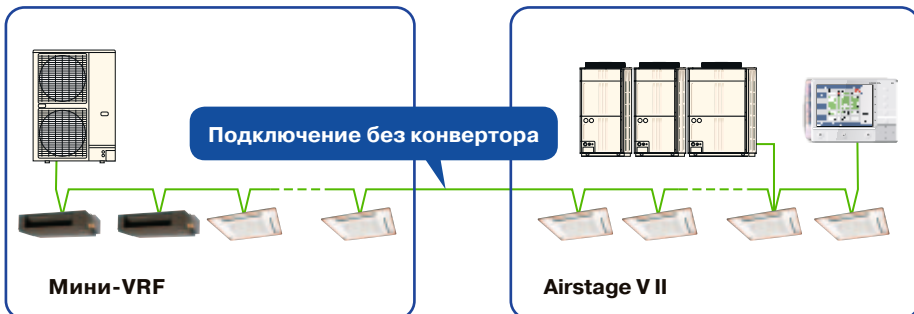 Подключение без конвертора
Мини-VRF
Airstage V II